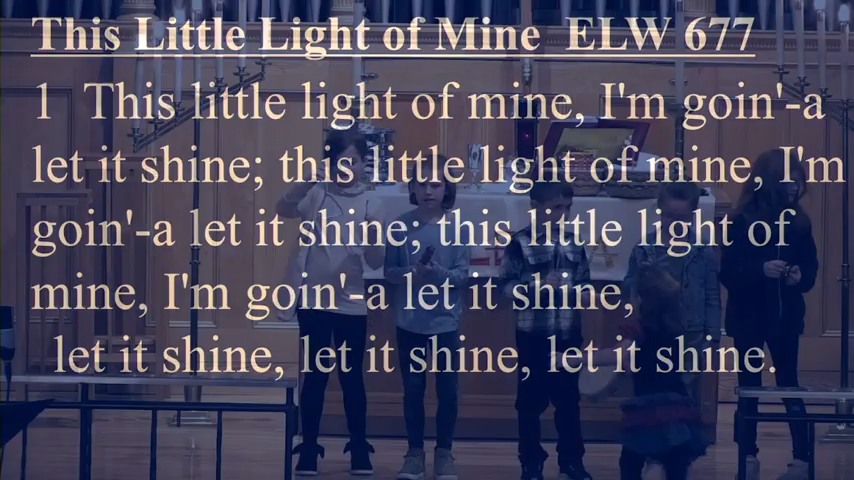 This Little Light of Mine  ELW 677
1  This little light of mine, I'm goin'-a
let it shine; this little light of mine, I'm
goin'-a let it shine; this little light of
mine, I'm goin'-a let it shine,
let it shine, let it shine, let it shine.